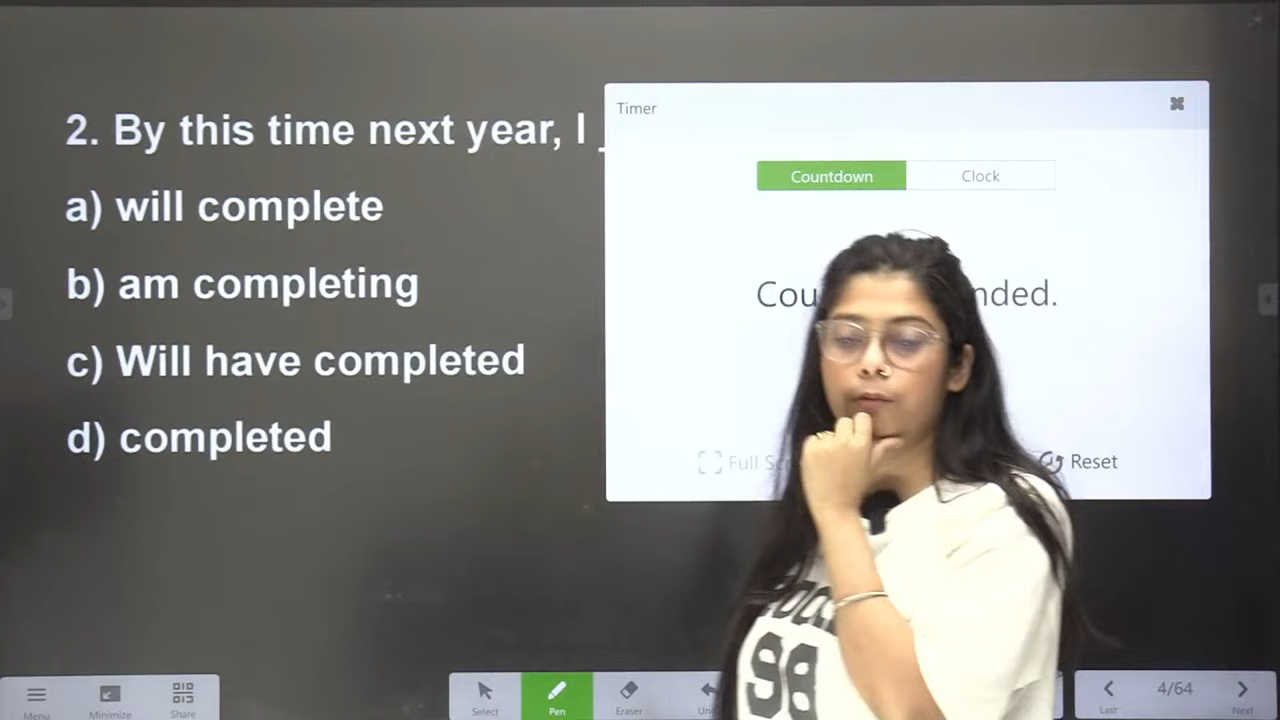 2. By this time next year, I
a) will complete
b) am completing
c) Will have completed
d) completed
Timer
Countdown
Clock
Reset
98
Menu
Minimize
Share
Select
Pen
Eraser
Last
4/64
Next